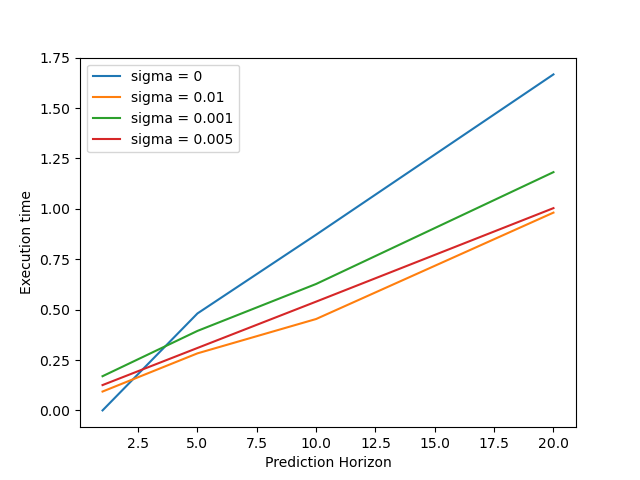 sigma = 0
sigma = 0.01
sigma = 0.001
sigma = 0.005
Execution time
1.75
1.50
1.25
1.00
0.75
0.50
0.25
0.00
2.5 5.0 7.5 10.0 12.5 15.0 17.5 20.0
Prediction Horizon